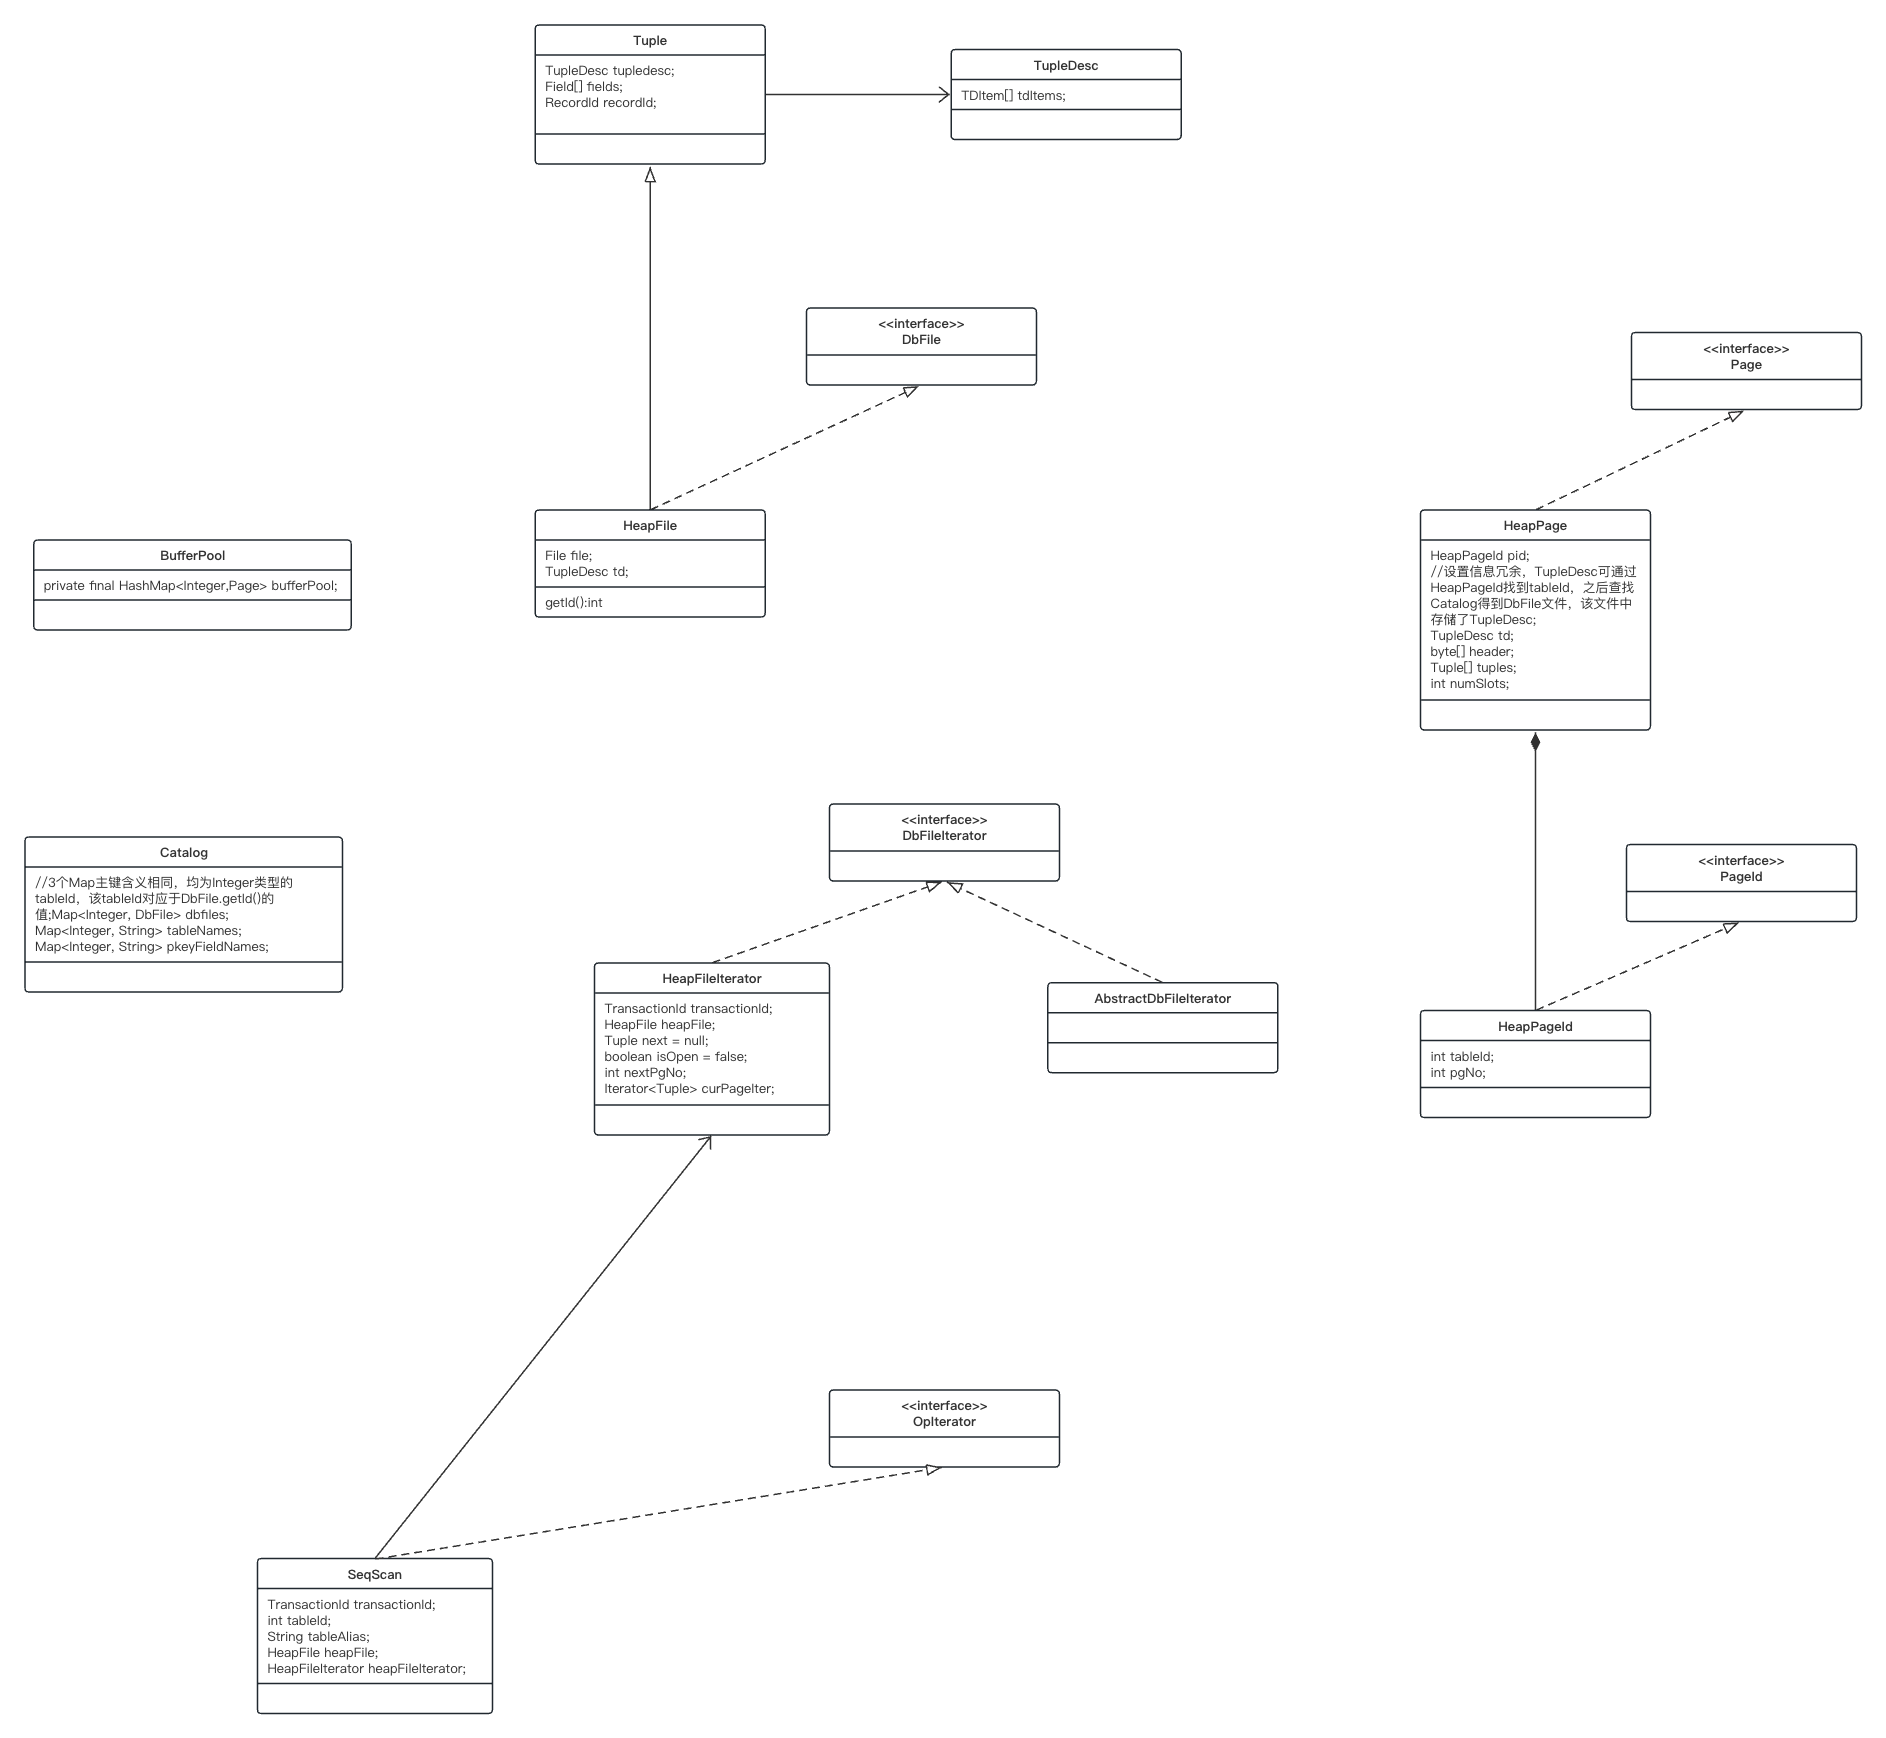 Tuple
TupleDesc tupledesc;
Field[] fields;
RecordId recordId;
TupleDesc
TDItem[] tdItems;
<<interface>>
DbFile
<<interface>>
Page
HeapFile
File file;
TupleDesc td;
getId():int
HeapPage
HeapPageId pid;
//设置信息冗余，TupleDesc可通过
HeapPageId找到tableId，之后查找
Catalog得到DbFile文件，该文件中
存储了TupleDesc;
TupleDesc td;
byte[] header;
Tuple[] tuples;
int numSlots;
BufferPool
private final HashMap<Integer,Page> bufferPool;
<<interface>>
DbFileIterator
Catalog
//3个Map主键含义相同，均为Integer类型的
tableId，该tableId对应于DbFile.getId()的
值;Map<Integer, DbFile> dbfiles;
Map<Integer, String> tableNames;
Map<Integer, String> pkeyFieldNames;
<<interface>>
PageId
HeapFileIterator
TransactionId transactionId;
HeapFile heapFile;
Tuple next = null;
boolean isOpen = false;
int nextPgNo;
Iterator<Tuple> curPageIter;
AbstractDbFileIterator
HeapPageId
int tableId;
int pgNo;
<<interface>>
OpIterator
SeqScan
TransactionId transactionId;
int tableId;
String tableAlias;
HeapFile heapFile;
HeapFileIterator heapFileIterator;